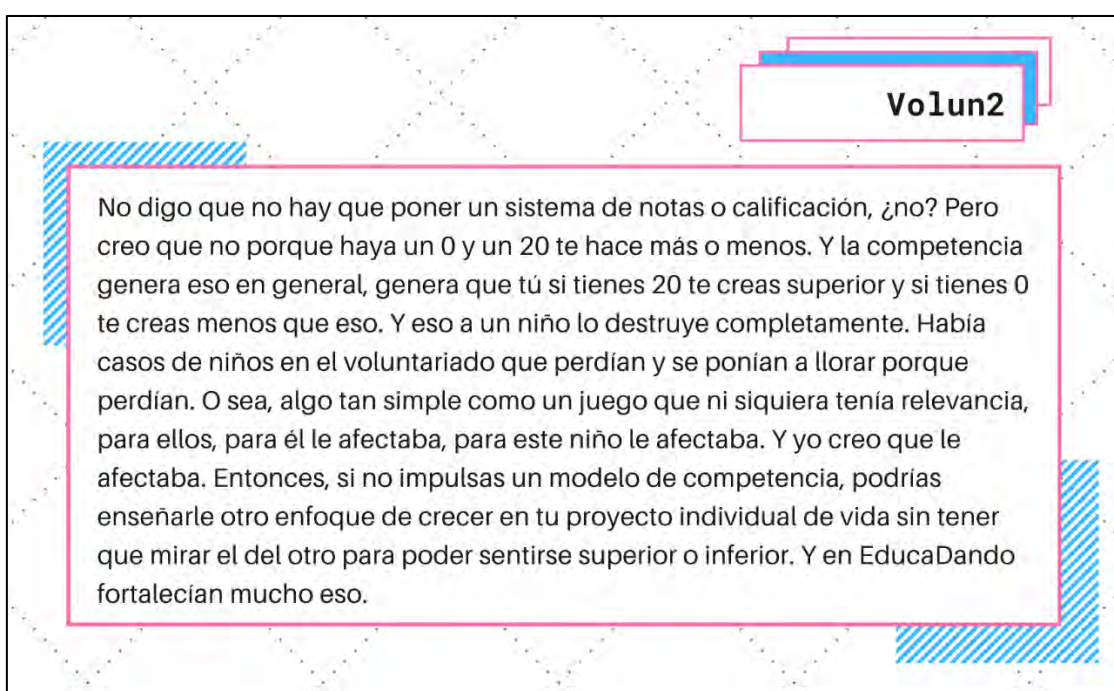 Volun2
No digo que no hay que poner un sistema de notas o calificación, ¿no? Pero
creo que no porque haya un 0 y un 20 te hace más o menos. Y la competencia
genera eso en general, genera que tú si tienes 20 te creas superior y si tienes 0
te creas menos que eso. Y eso a un niño lo destruye completamente. Había
casos de niños en el voluntariado que perdían y se ponían a llorar porque
perdían. O sea, algo tan simple como un juego que ni siquiera tenía relevancia,
para ellos, para él le afectaba, para este niño le afectaba. Y yo creo que le
afectaba. Entonces, si no impulsas un modelo de competencia, podrías
enseñarle otro enfoque de crecer en tu proyecto individual de vida sin tener
que mirar el del otro para poder sentirse superior o inferior. Y en EducaDando
fortalecían mucho eso.